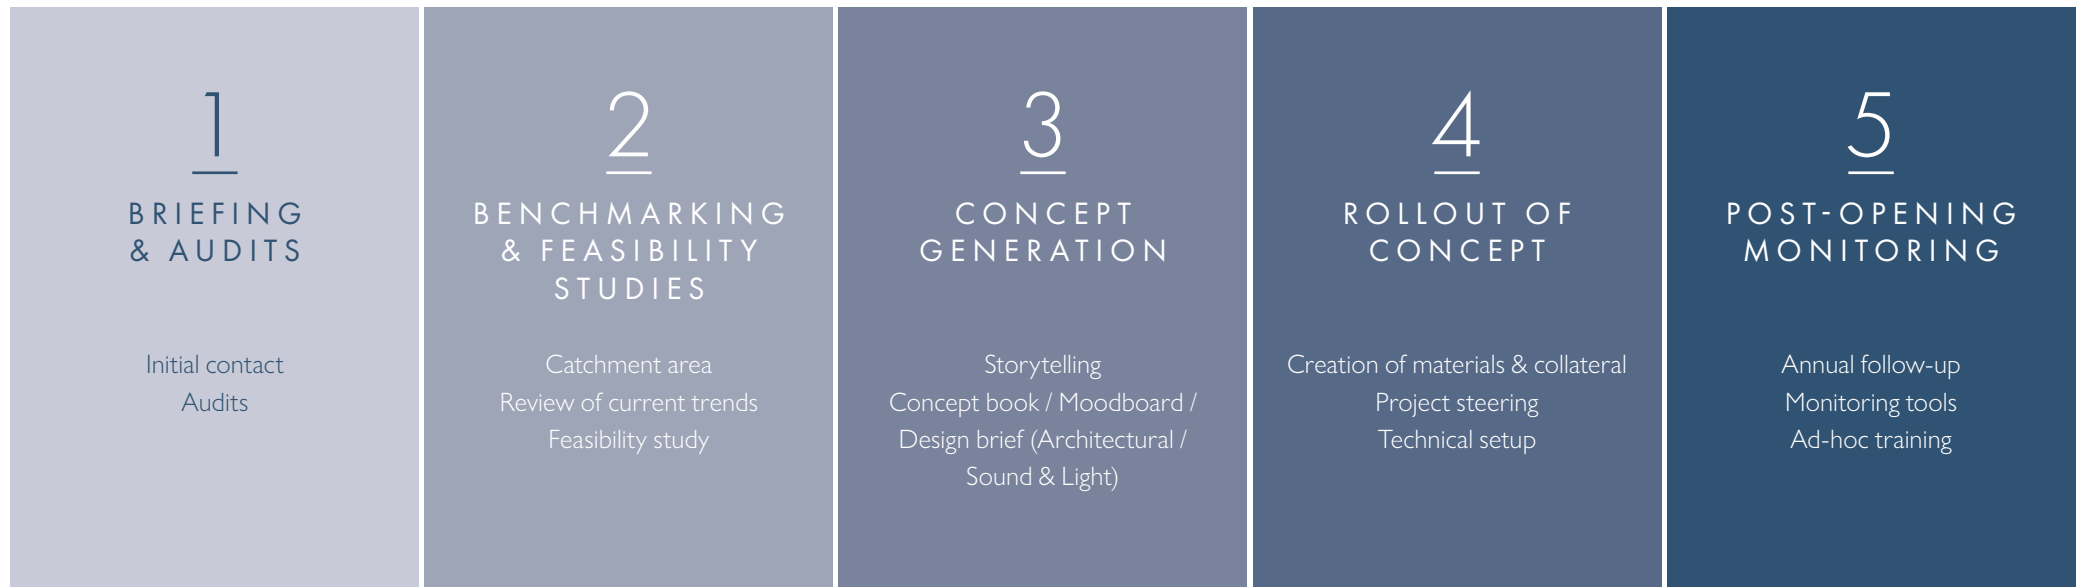 1
BRIEFING
& AUDITS
Initial contact
Audits
2
BENCHMARKING
& FEASIBILITY
STUDIES
Catchment area
Review of current trends
Feasibility study
3
CONCEPT
GENERATION
Storytelling
Concept book / Moodboard /
Design brief (Architectural /
Sound & Light)
4
ROLLOUT OF
CONCEPT
Creation of materials & collateral
Project steering
Technical setup
5
POST-OPENING
MONITORING
Annual follow-up
Monitoring tools
Ad-hoc training